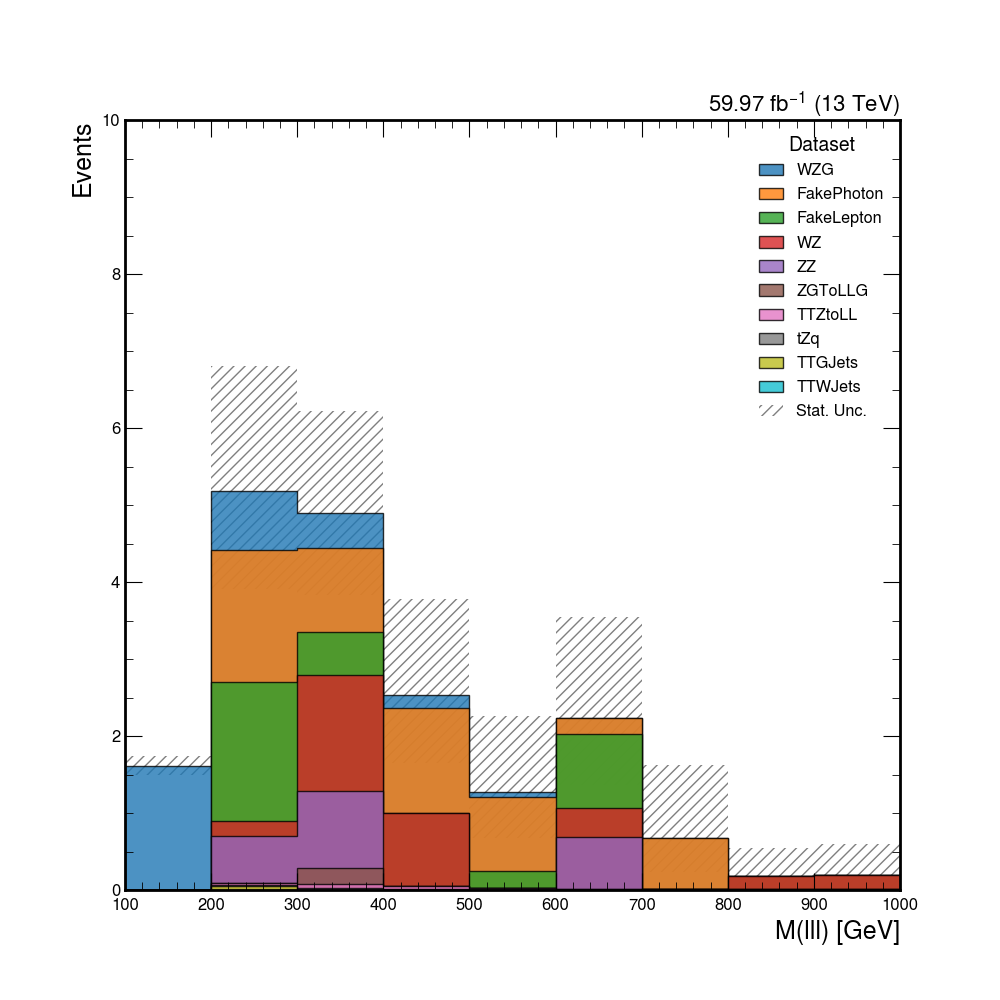 59.97 fb⁻¹ (13 TeV)
Events
10
8
6
4
2
0
Dataset
WZG
FakePhoton
FakeLepton
WZ
ZZ
ZGToLLG
TTZtoLL
tZq
TTGJets
TTWJets
Stat. Unc.
100 200 300 400 500 600 700 800 900 1000
M(lll) [GeV]